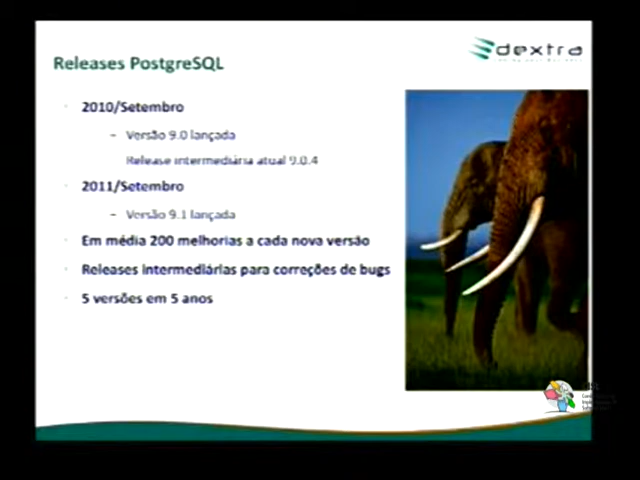 dextra
Releases PostgreSQL
2010/Setembro
– Versão 9.0 lançada
Release intermediária atual 9.0.4
2011/Setembro
– Versão 9.1 lançada
Em média 200 melhorias a cada nova versão
Releases intermediárias para correções de bugs
5 versões em 5 anos